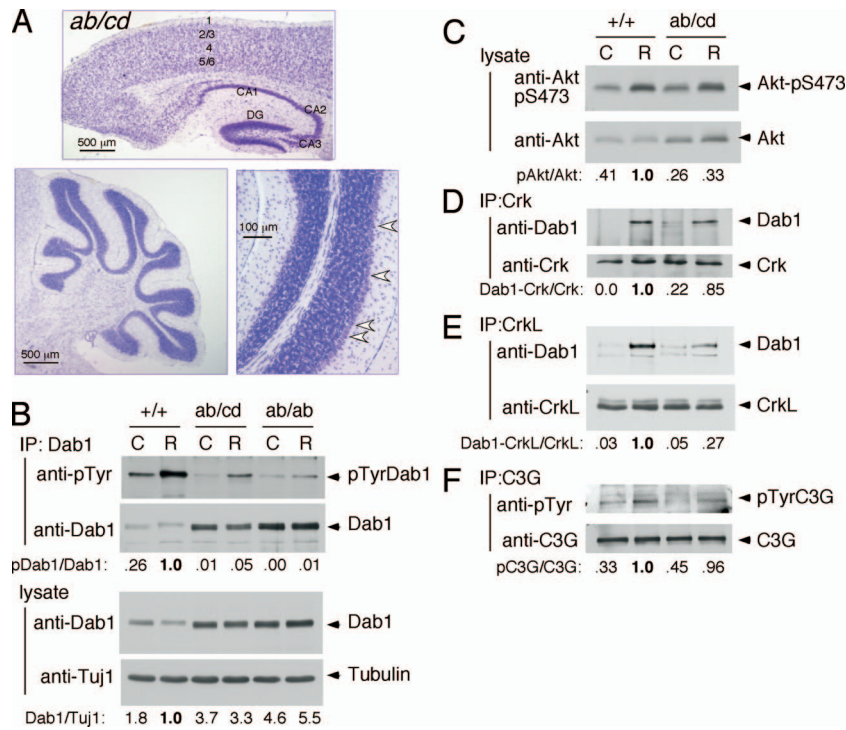 A
ab/cd
1
2/3
4
5/6
CA1
CA2
DG
CA3
500 µm
500 µm
100 µm
B
+/+ ab/cd ab/ab
IP: Dab1 C R C R C R
anti-pTyr pTyrDab1
anti-Dab1 Dab1
pDab1/Dab1: .26 1.0 .01 .05 .00 .01
lysate
anti-Dab1 Dab1
anti-Tuj1 Tubulin
Dab1/Tuj1: 1.8 1.0 3.7 3.3 4.6 5.5
C
+/+ ab/cd
C R C R
lysate
anti-Akt
pS473
Akt-pS473
anti-Akt Akt
pAkt/Akt: .41 1.0 .26 .33
D
IP:Crk
anti-Dab1 Dab1
anti-Crk Crk
Dab1-Crk/Crk: 0.0 1.0 .22 .85
E
IP:CrkL
anti-Dab1 Dab1
anti-CrkL CrkL
Dab1-CrkL/CrkL: .03 1.0 .05 .27
F
IP:C3G
anti-pTyr pTyrC3G
anti-C3G C3G
pC3G/C3G: .33 1.0 .45 .96